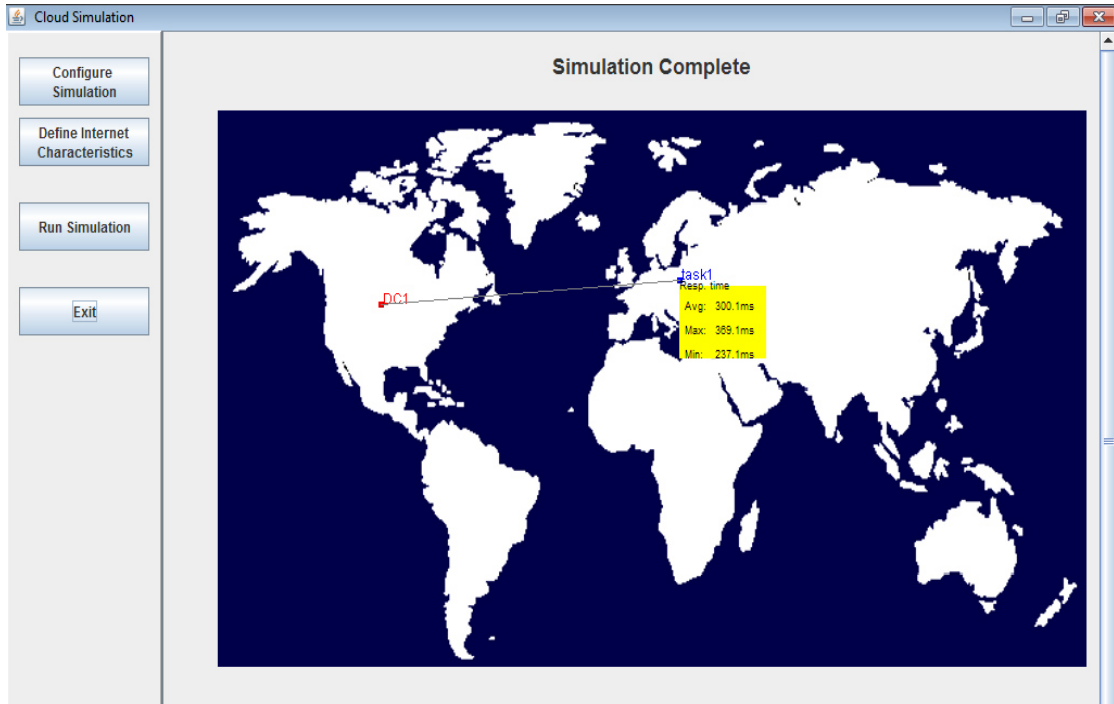 Cloud Simulation
Configure
Simulation
Define Internet
Characteristics
Run Simulation
Exit
Simulation Complete
DC1
task1
Resp. time
Avg: 300.1ms
Max: 369.1ms
Min: 237.1ms